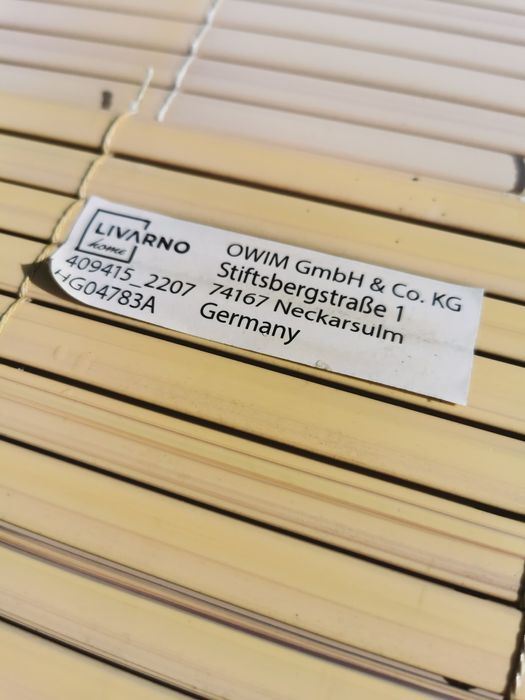 LIVARNO
home
409415_2207
HG04783A
OWIM GmbH & Co. KG
Stiftsbergstraße 1
74167 Neckarsulm
Germany